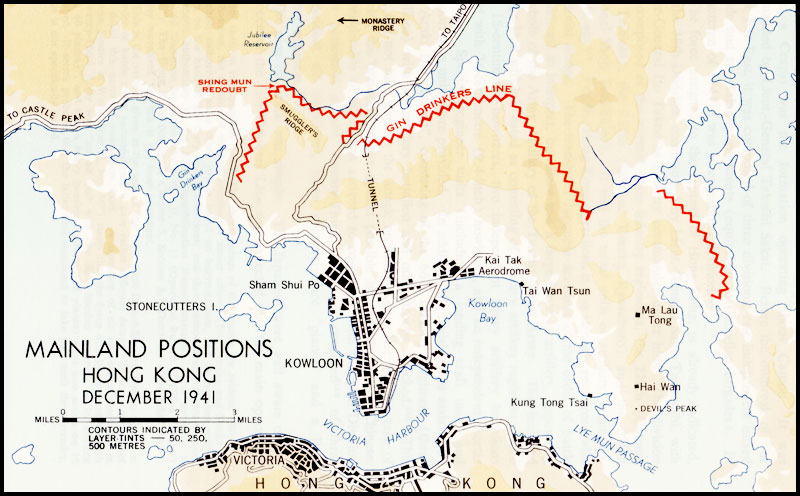 MONASTERY
RIDGE
TO TAIPO
Jubilee
Reservoir
SHING MUN
REDOUBT
SMUGGLER'S
RIDGE
GIN DRINKERS LINE
TO CASTLE PEAK
Gin
Drinkers
Bay
TUNNEL
Kai Tak
Aerodrome
Sham Shui Po
Tai Wan Tsun
STONECUTTERS I.
Kowloon
Bay
Ma Lau
Tong
MAINLAND POSITIONS
HONG KONG
DECEMBER 1941
KOWLOON
Hai Wan
Kung Tong Tsai
DEVIL'S PEAK
MILES 0 1 2 3 MILES
CONTOURS INDICATED BY
LAYER TINTS — 50, 250,
500 METRES
VICTORIA HARBOUR
LYE MUN PASSAGE
VICTORIA
HONG KONG